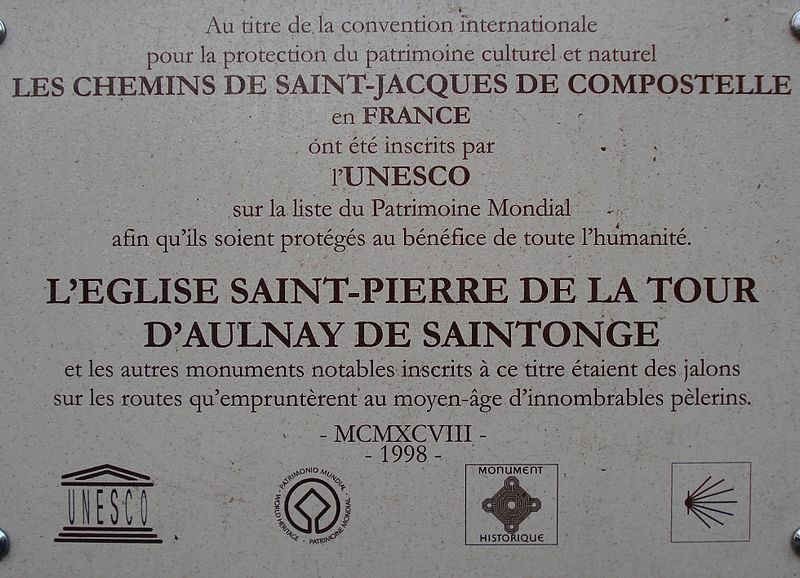 Au titre de la convention internationale
pour la protection du patrimoine culturel et naturel
LES CHEMINS DE SAINT-JACQUES DE COMPOSTELLE
en FRANCE
ont été inscrits par
l'UNESCO
sur la liste du Patrimoine Mondial
afin qu'ils soient protégés au bénéfice de toute l'humanité.
L'EGLISE SAINT-PIERRE DE LA TOUR
D'AULNAY DE SAINTONGE
et les autres monuments notables inscrits à ce titre étaient des jalons
sur les routes qu'empruntèrent au moyen-âge d'innombrables pèlerins.
- MCMXCVIII -
- 1998 -
UNESCO
WORLD HERITAGE • PATRIMONIO MUNDIAL • PATRIMOINE MONDIAL
MONUMENT
HISTORIQUE